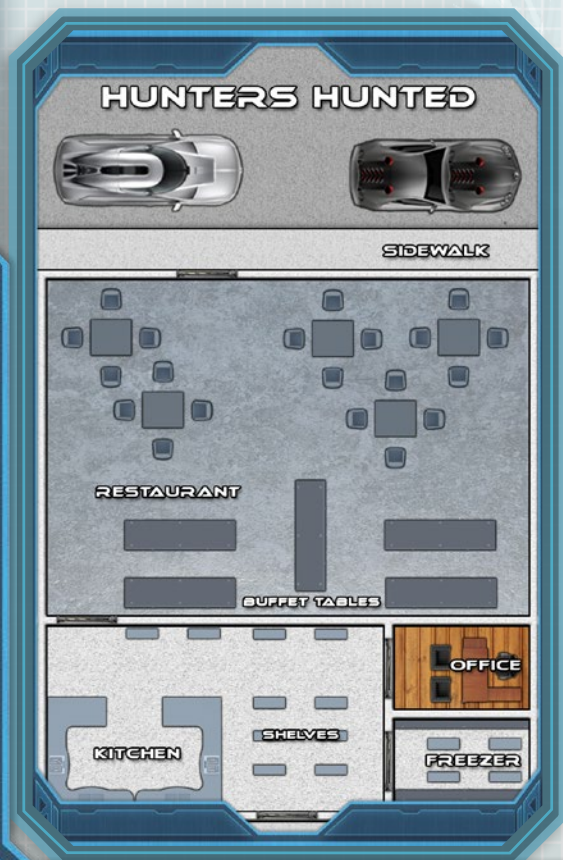 HUNTERS HUNTED
SIDEWALK
RESTAURANT
BUFFET TABLES
OFFICE
SHELVES
KITCHEN
FREEZER